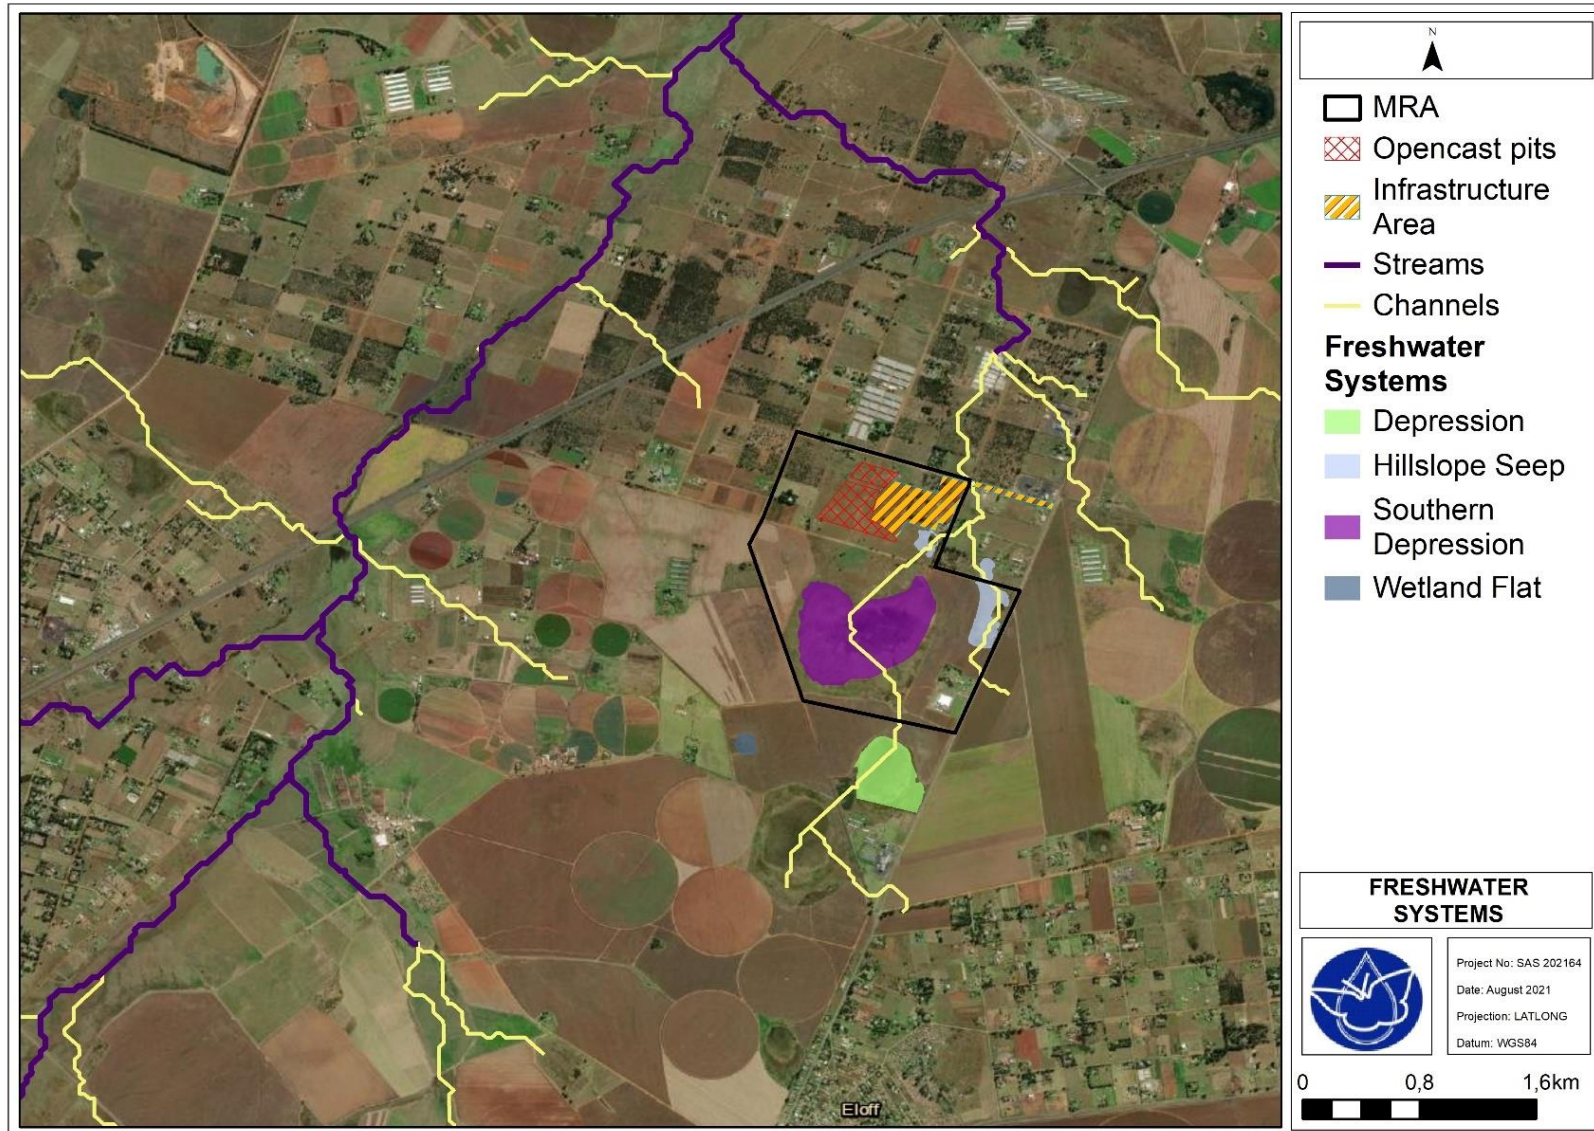 N
MRA
Opencast pits
Infrastructure
Area
Streams
Channels
Freshwater
Systems
Depression
Hillslope Seep
Southern
Depression
Wetland Flat
FRESHWATER
SYSTEMS
Project No: SAS 202164
Date: August 2021
Projection: LATLONG
Datum: WGS84
0 0,8 1,6km
Eloff